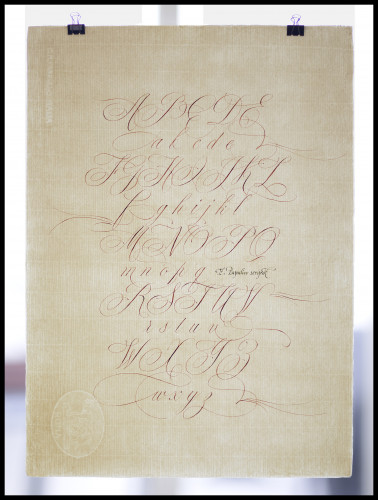 A B C D E
a b c d e
F G H I J K L
f g h i j k l
M N O P Q
m n o p q
R S T U V
r s t u v
W X Y Z
w x y z